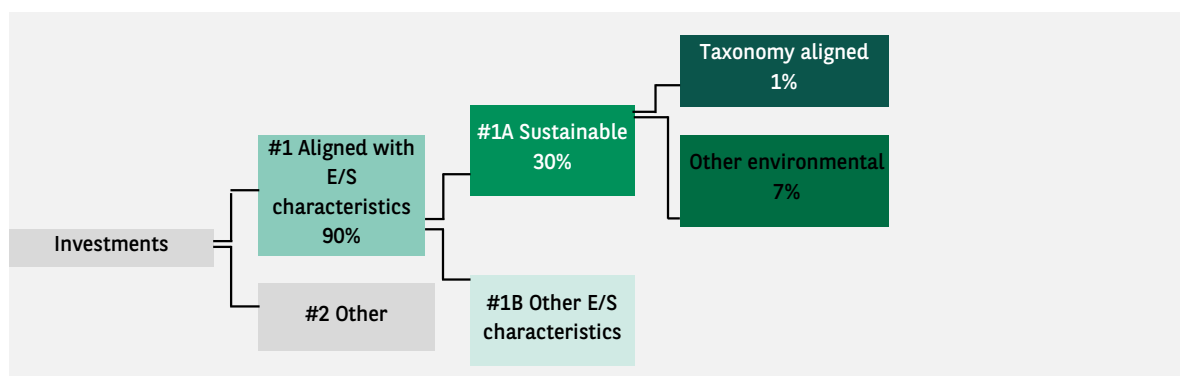 Taxonomy aligned
1%
#1A Sustainable
30%
#1 Aligned with
E/S
characteristics
90%
Other environmental
7%
Investments
#2 Other
#1B Other E/S
characteristics